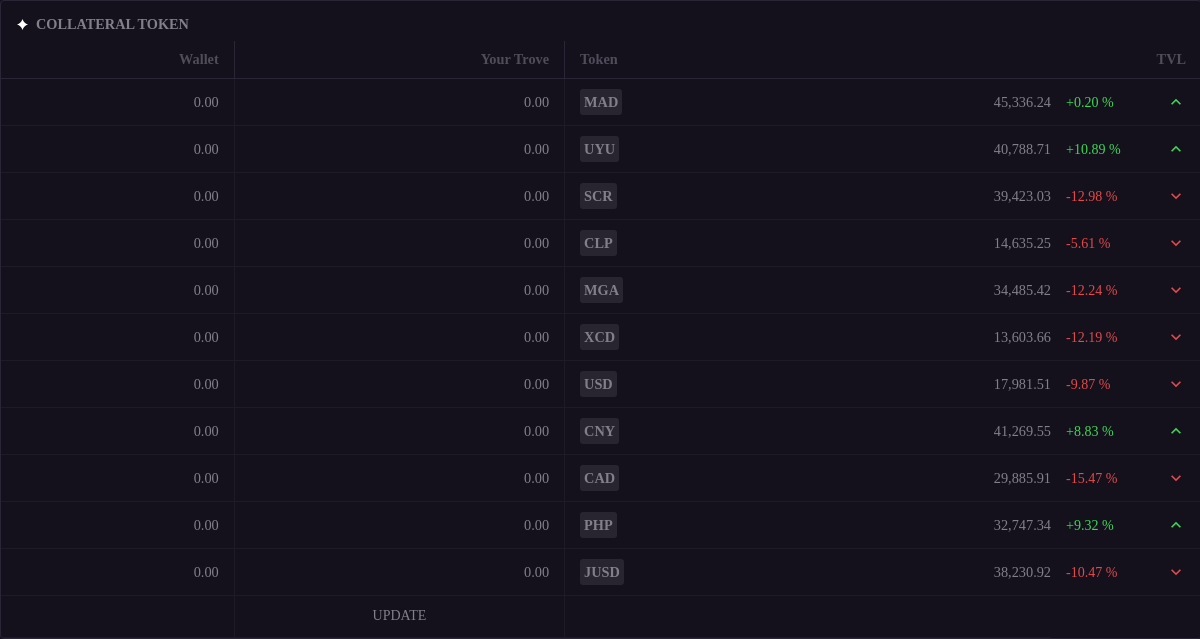 COLLATERAL TOKEN
Wallet Your Trove Token TVL
0.00 0.00 MAD 45,336.24 +0.20 %
0.00 0.00 UYU 40,788.71 +10.89 %
0.00 0.00 SCR 39,423.03 -12.98 %
0.00 0.00 CLP 14,635.25 -5.61 %
0.00 0.00 MGA 34,485.42 -12.24 %
0.00 0.00 XCD 13,603.66 -12.19 %
0.00 0.00 USD 17,981.51 -9.87 %
0.00 0.00 CNY 41,269.55 +8.83 %
0.00 0.00 CAD 29,885.91 -15.47 %
0.00 0.00 PHP 32,747.34 +9.32 %
0.00 0.00 JUSD 38,230.92 -10.47 %
UPDATE